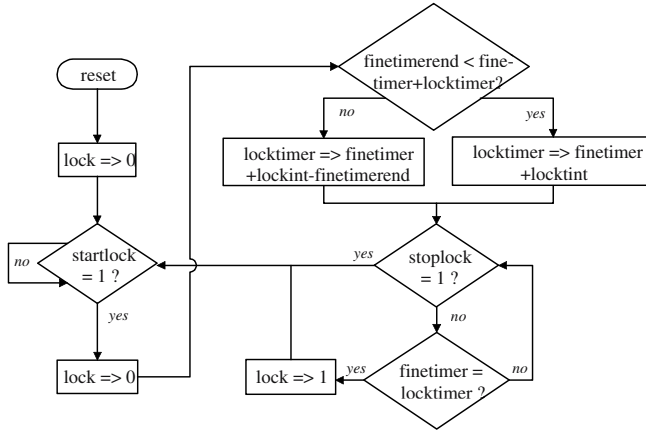 reset
lock => 0
startlock
= 1 ?
no
yes
lock => 0
finetimerend < fine-
timer+locktimer?
no
yes
locktimer => finetimer
+lockint-finetimerend
locktimer => finetimer
+locktint
stoplock
= 1 ?
yes
no
finetimer =
locktimer ?
yes
no
lock => 1